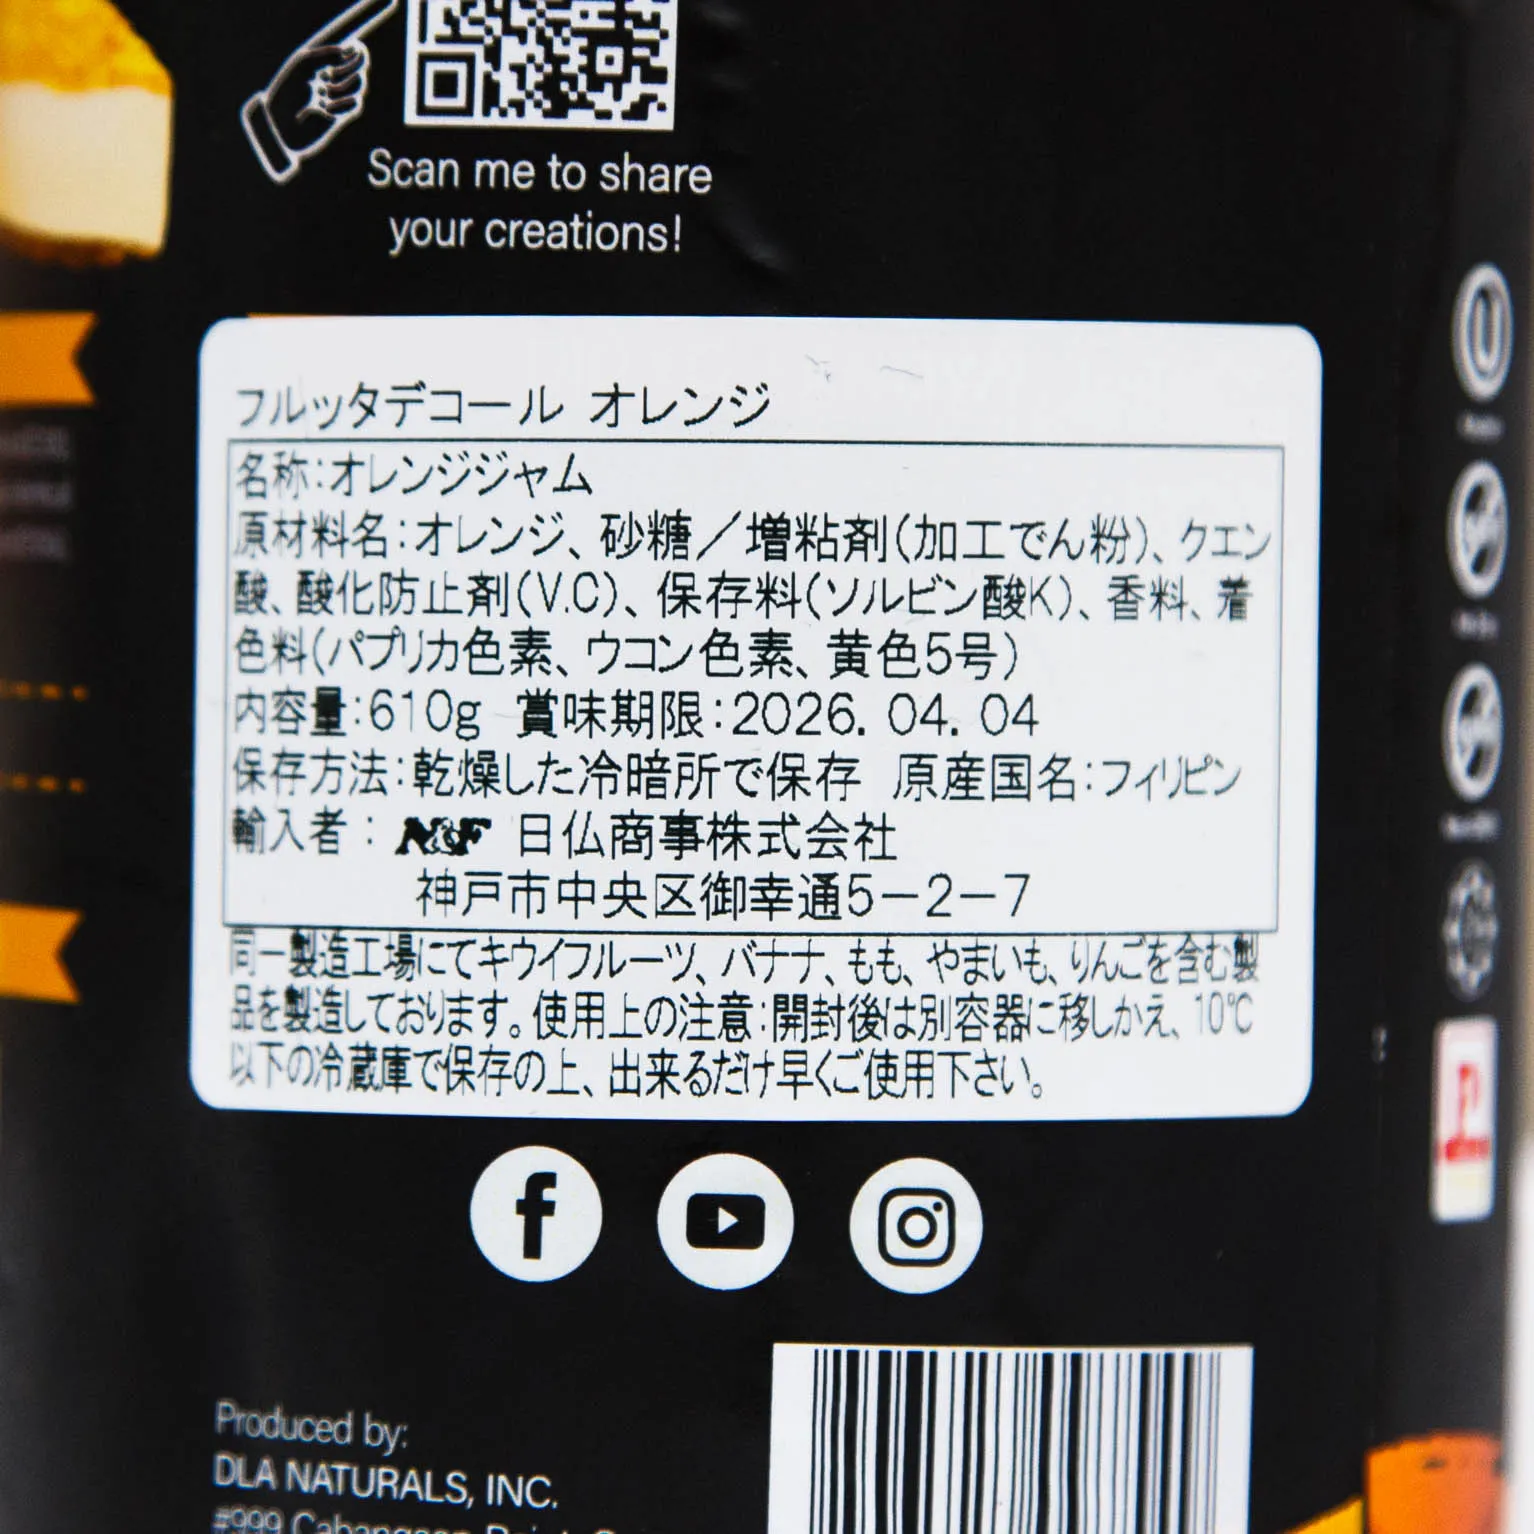 Scan me to share
your creations!
フルッタデコール オレンジ
名称:オレンジジャム
原材料名:オレンジ、砂糖/増粘剤(加工でん粉)、クエン
酸、酸化防止剤(V.C)、保存料(ソルビン酸K)、香料、着
色料(パプリカ色素、ウコン色素、黄色5号)
内容量:610g 賞味期限:2026. 04. 04
保存方法:乾燥した冷暗所で保存 原産国名:フィリピン
輸入者: N&F 日仏商事株式会社
神戸市中央区御幸通5-2-7
同一製造工場にてキウイフルーツ、バナナ、もも、やまいも、りんごを含む製
品を製造しております。使用上の注意:開封後は別容器に移しかえ、10℃
以下の冷蔵庫で保存の上、出来るだけ早くご使用下さい。
Produced by:
DLA NATURALS, INC.
#999